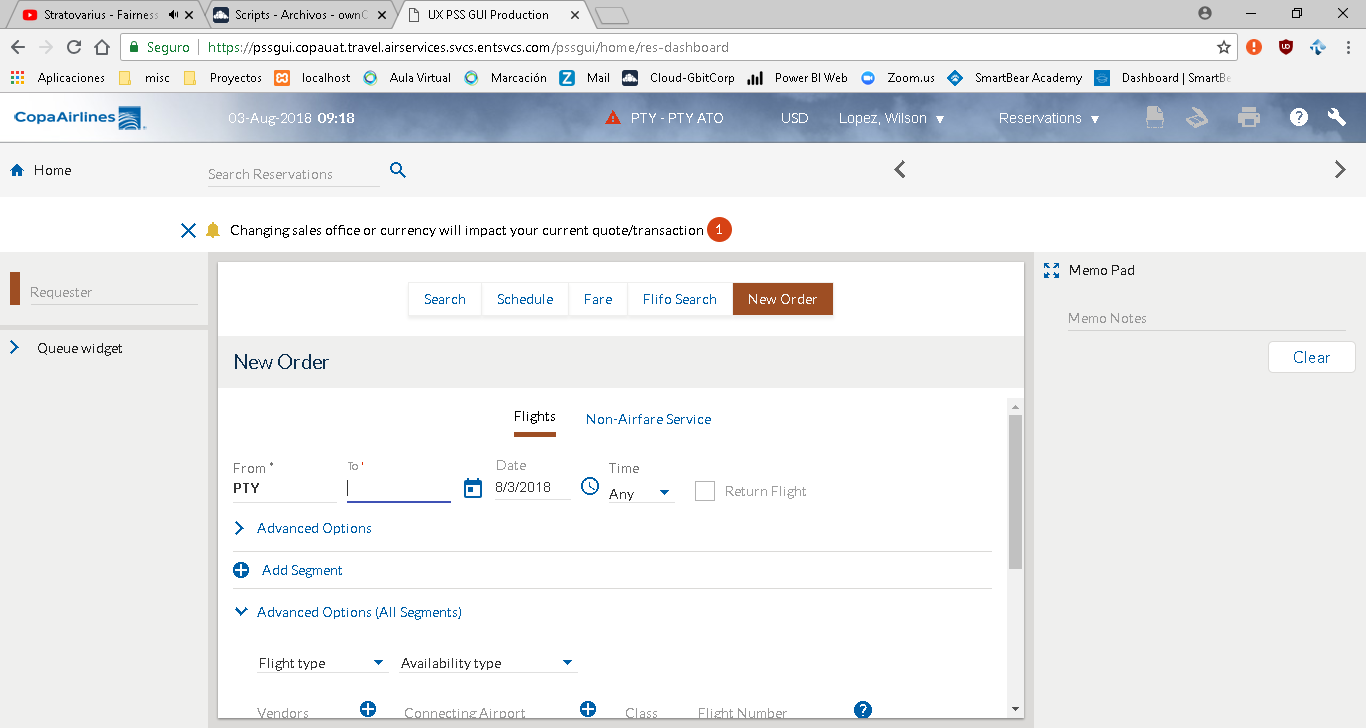 Stratovarius - Fairness
Scripts - Archivos - ownC
UX PSS GUI Production
Seguro https://pssgui.copauat.travel.airservices.svcs.entsvcs.com/pssgui/home/res-dashboard
Aplicaciones misc Proyectos localhost Aula Virtual Marcación Mail Cloud-GbitCorp Power BI Web Zoom.us SmartBear Academy Dashboard | SmartBe
CopaAirlines 03-Aug-2018 09:18 PTY - PTY ATO USD Lopez, Wilson Reservations
Home Search Reservations
Changing sales office or currency will impact your current quote/transaction 1
Requester
Queue widget
Search Schedule Fare Flifo Search New Order
New Order
Flights Non-Airfare Service
From * To * Date Time
PTY 8/3/2018 Any Return Flight
Advanced Options
Add Segment
Advanced Options (All Segments)
Flight type Availability type
Vendors Connecting Airport Class Flight Number
Memo Pad
Memo Notes
Clear